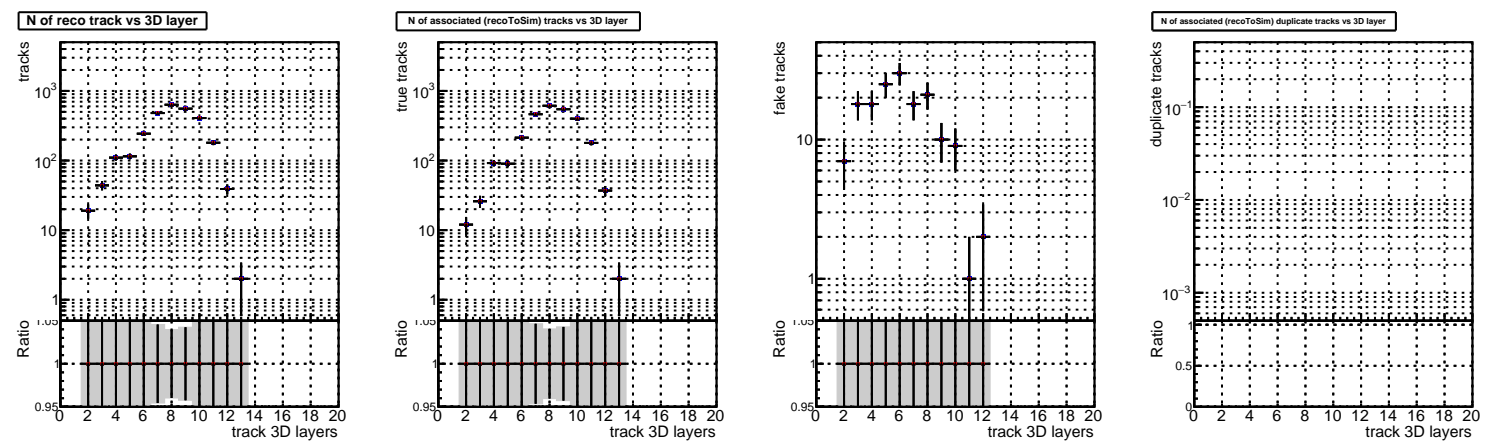 N of reco track vs 3D layer
tracks
10³
10²
10
1
1.05
Ratio
1
0.95
0 2 4 6 8 10 12 14 16 18 20
track 3D layers
N of associated (recoToSim) tracks vs 3D layer
true tracks
10³
10²
10
1
1.05
Ratio
1
0.95
0 2 4 6 8 10 12 14 16 18 20
track 3D layers
fake tracks
10
1
1.05
Ratio
1
0.95
0 2 4 6 8 10 12 14 16 18 20
track 3D layers
N of associated (recoToSim) duplicate tracks vs 3D layer
duplicate tracks
10⁻¹
10⁻²
10⁻³
Ratio
1
0.5
0
0 2 4 6 8 10 12 14 16 18 20
track 3D layers